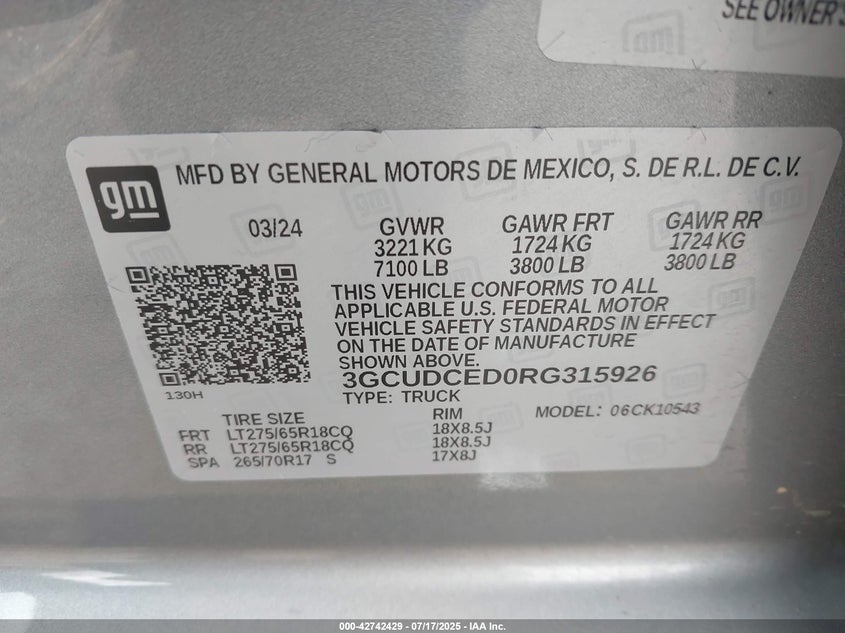 SEE OWNER'S
gm
MFD BY GENERAL MOTORS DE MEXICO, S. DE R.L. DE C.V.
03/24 GVWR GAWR FRT GAWR RR
3221 KG 1724 KG 1724 KG
7100 LB 3800 LB 3800 LB
THIS VEHICLE CONFORMS TO ALL
APPLICABLE U.S. FEDERAL MOTOR
VEHICLE SAFETY STANDARDS IN EFFECT
ON THE DATE OF MANUFACTURE
SHOWN ABOVE.
3GCUDCED0RG315926
130H TYPE: TRUCK
TIRE SIZE RIM MODEL: 06CK10543
FRT LT275/65R18CQ 18X8.5J
RR LT275/65R18CQ 18X8.5J
SPA 265/70R17 S 17X8J
000-42742429 - 07/17/2025 - IAA Inc.